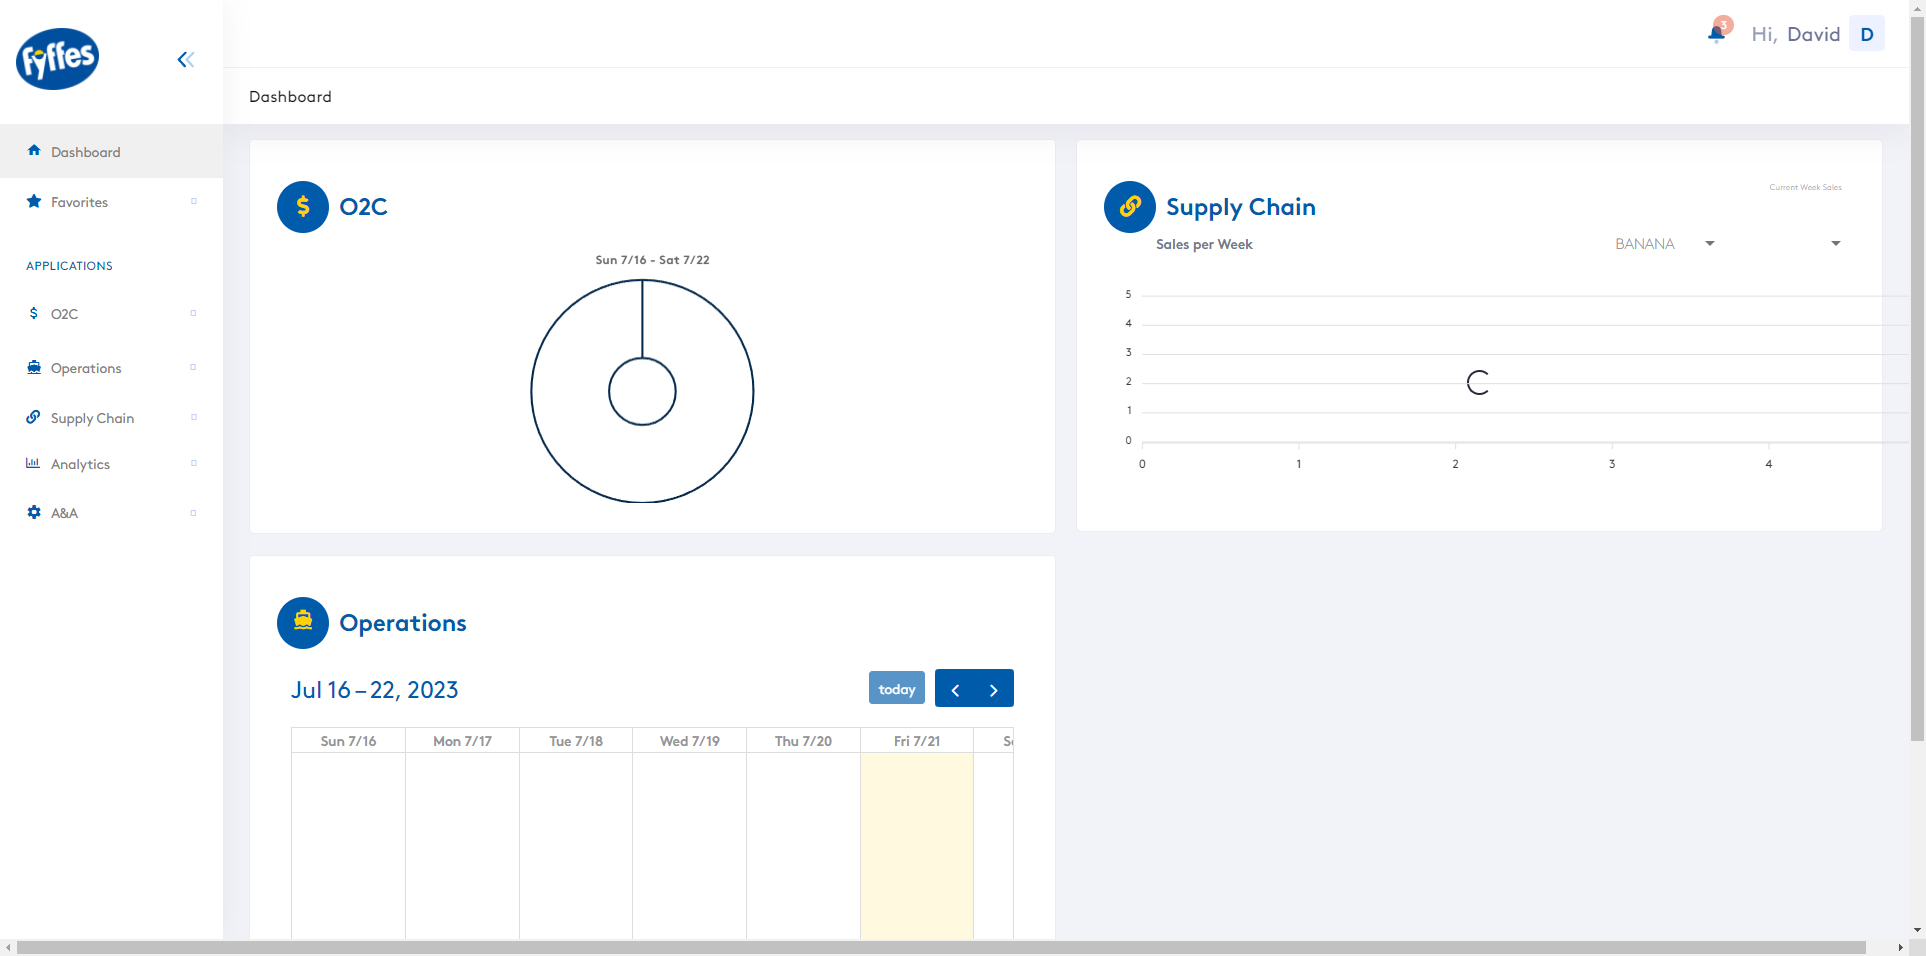 fyffes
3
Hi, David D
Dashboard
Dashboard
Favorites
APPLICATIONS
O2C
Operations
Supply Chain
Analytics
A&A
$ O2C
Sun 7/16 - Sat 7/22
Supply Chain
Current Week Sales
Sales per Week
BANANA
5
4
3
2
1
0
0 1 2 3 4
Operations
Jul 16 – 22, 2023
today
Sun 7/16 Mon 7/17 Tue 7/18 Wed 7/19 Thu 7/20 Fri 7/21